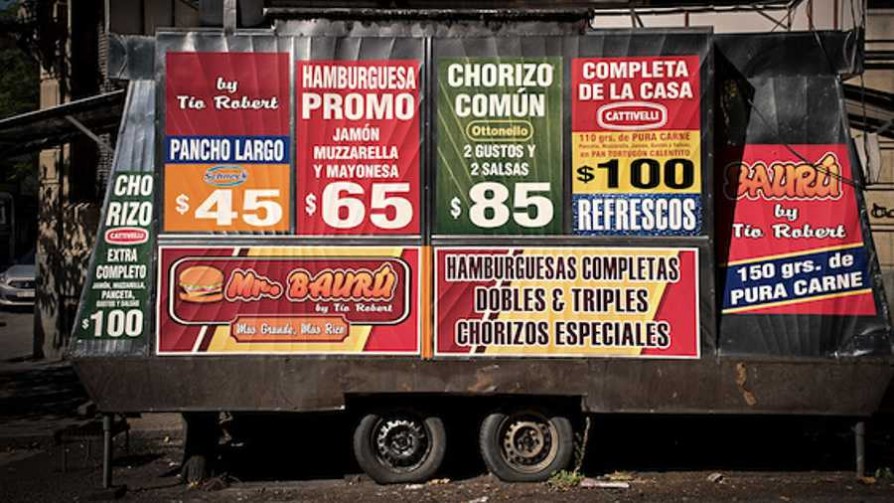 CHO
RIZO
CATTIVELLI
EXTRA
COMPLETO
JAMÓN, MUZZARELLA,
PANCETA,
GUSTOS Y SALSAS
$100
by
Tío Robert
PANCHO LARGO
Schneck
$45
HAMBURGUESA
PROMO
JAMÓN
MUZZARELLA
Y MAYONESA
$65
CHORIZO
COMÚN
Ottonello
2 GUSTOS Y
2 SALSAS
$85
COMPLETA
DE LA CASA
CATTIVELLI
110 grs. de PURA CARNE
en PAN TORTUGÓN CALENTITO
$100
REFRESCOS
BAURÚ
by
Tío Robert
150 grs. de
PURA CARNE
Mr. BAURÚ
by Tío Robert
Mas Grande, Mas Rico
HAMBURGUESAS COMPLETAS
DOBLES & TRIPLES
CHORIZOS ESPECIALES